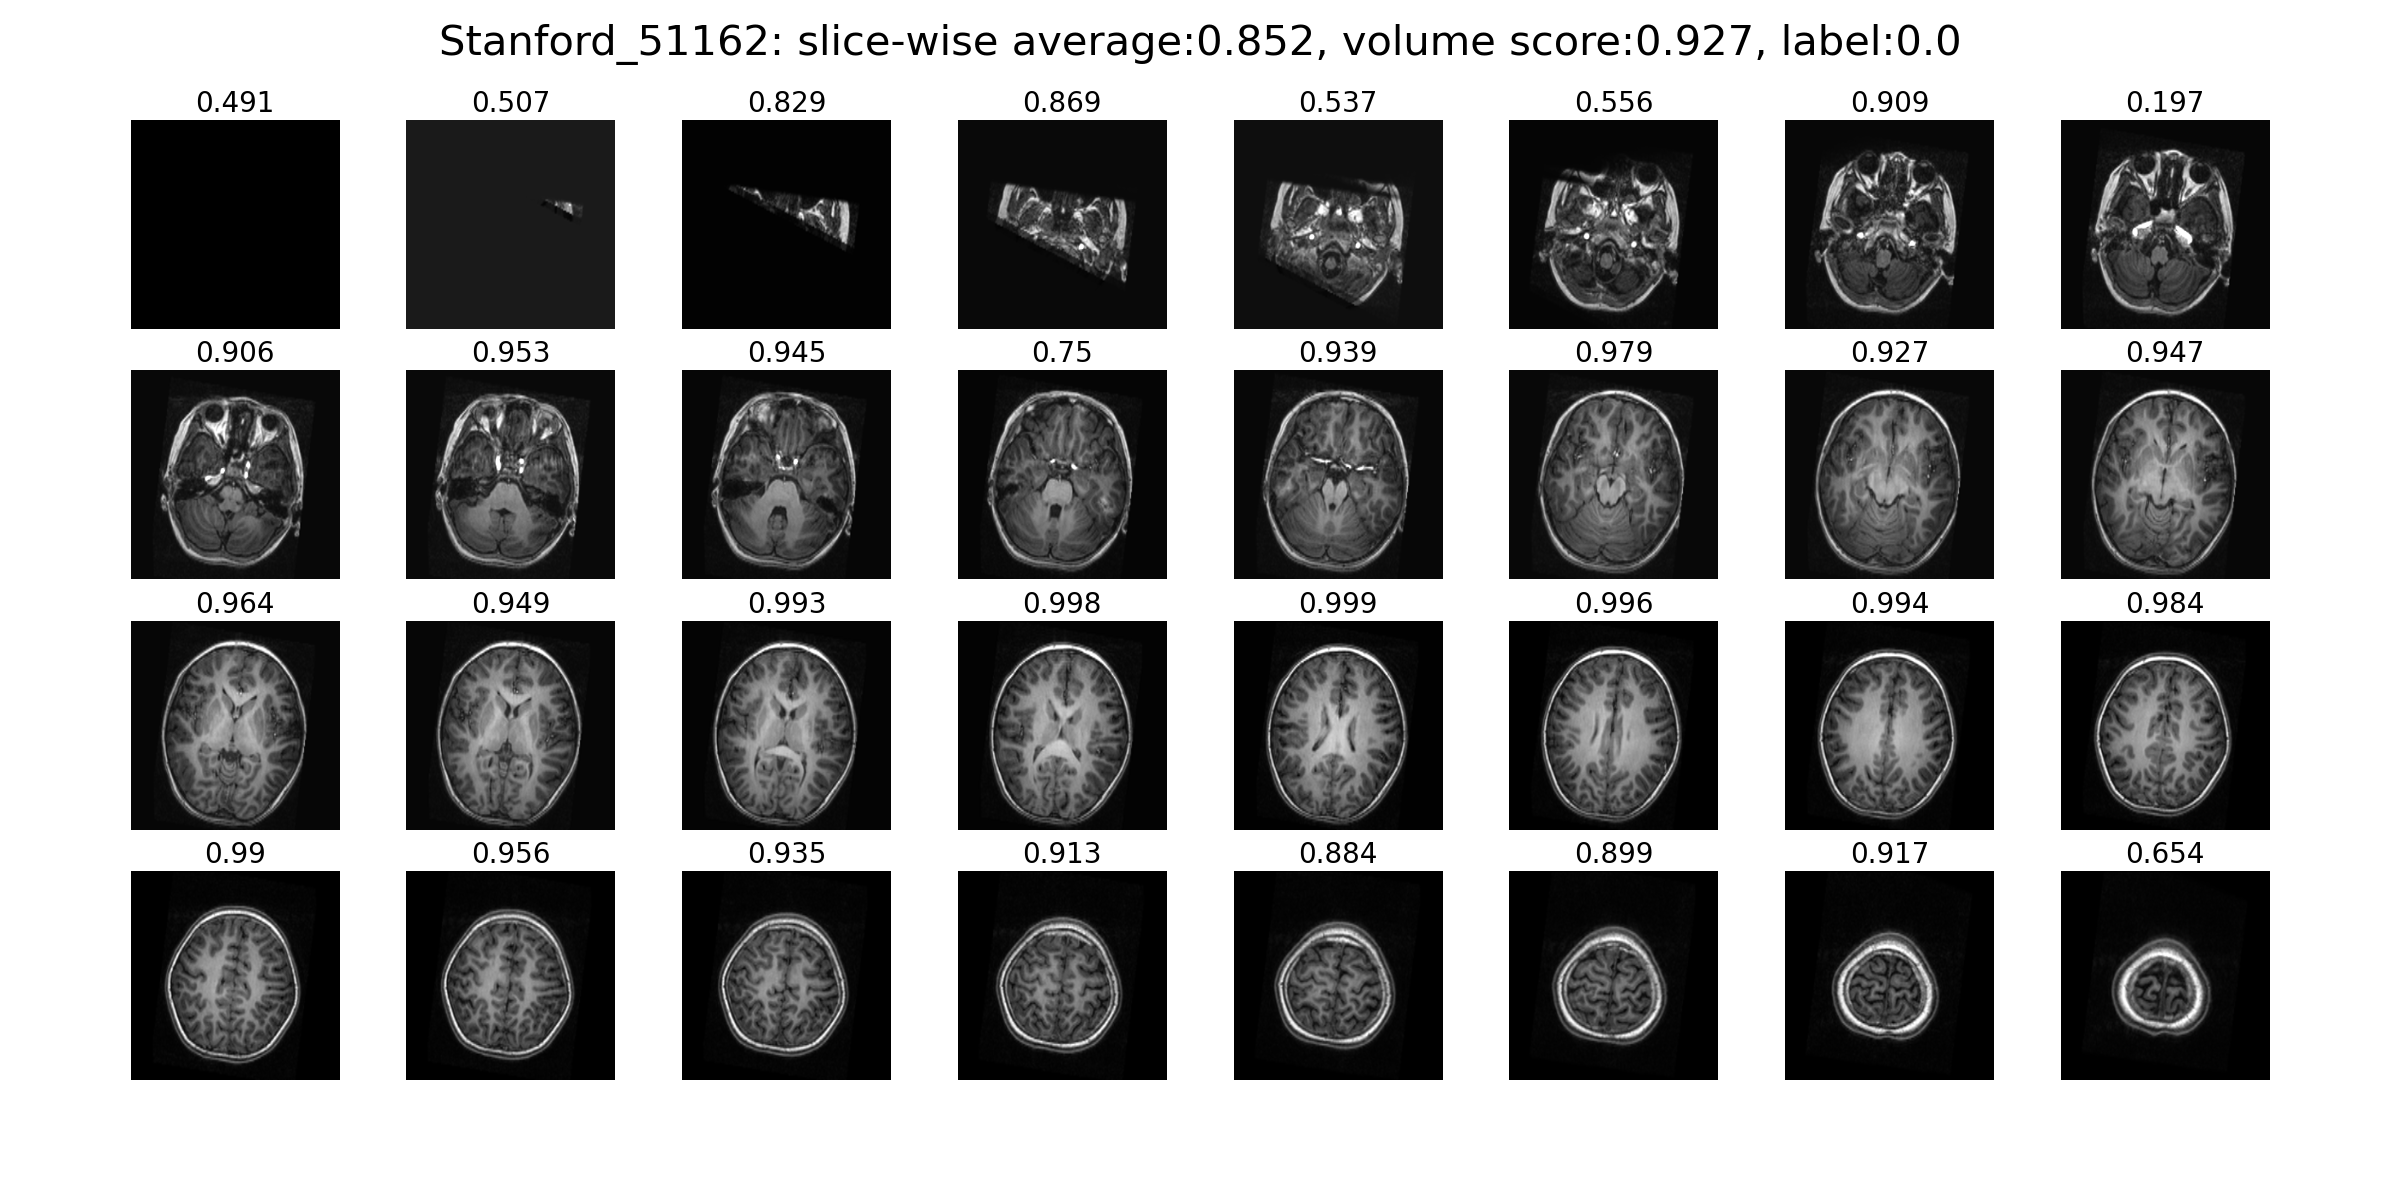 Stanford_51162: slice-wise average:0.852, volume score:0.927, label:0.0
0.491 0.507 0.829 0.869 0.537 0.556 0.909 0.197
0.906 0.953 0.945 0.75 0.939 0.979 0.927 0.947
0.964 0.949 0.993 0.998 0.999 0.996 0.994 0.984
0.99 0.956 0.935 0.913 0.884 0.899 0.917 0.654